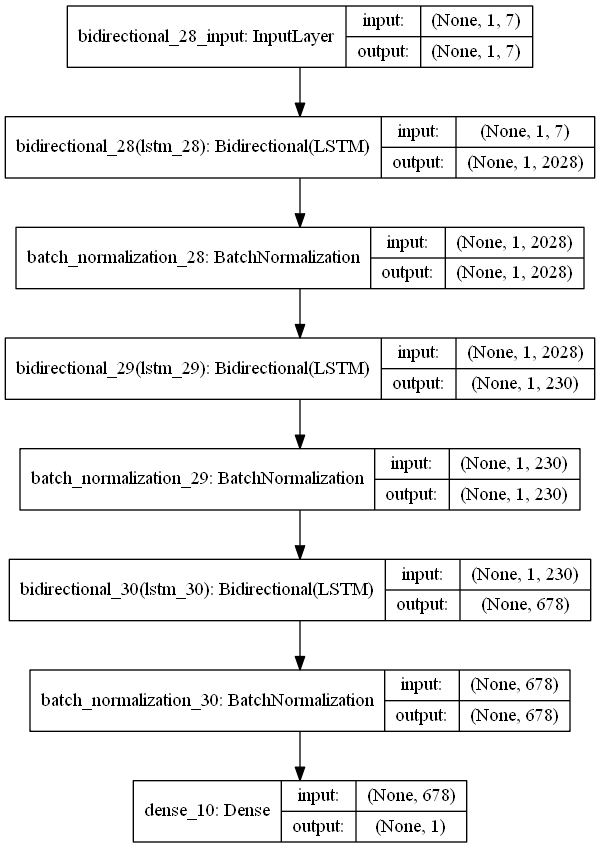 bidirectional_28_input: InputLayer
input: (None, 1, 7)
output: (None, 1, 7)
bidirectional_28(lstm_28): Bidirectional(LSTM)
input: (None, 1, 7)
output: (None, 1, 2028)
batch_normalization_28: BatchNormalization
input: (None, 1, 2028)
output: (None, 1, 2028)
bidirectional_29(lstm_29): Bidirectional(LSTM)
input: (None, 1, 2028)
output: (None, 1, 230)
batch_normalization_29: BatchNormalization
input: (None, 1, 230)
output: (None, 1, 230)
bidirectional_30(lstm_30): Bidirectional(LSTM)
input: (None, 1, 230)
output: (None, 678)
batch_normalization_30: BatchNormalization
input: (None, 678)
output: (None, 678)
dense_10: Dense
input: (None, 678)
output: (None, 1)